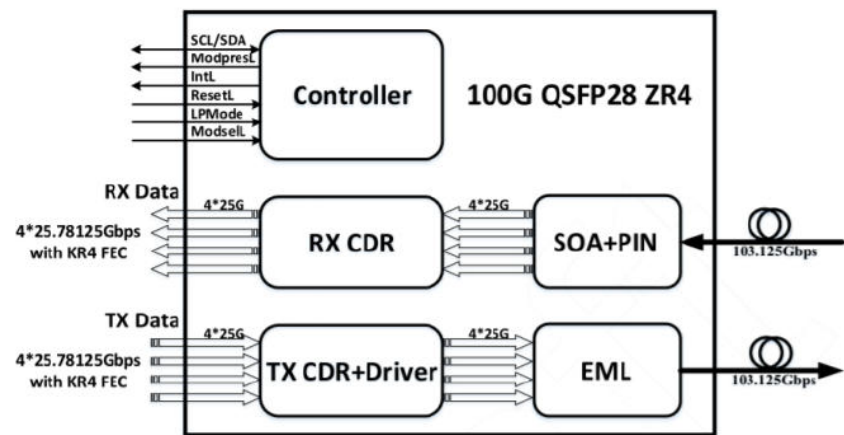 SCL/SDA
ModpresL
IntL
ResetL
LPMode
ModselL
Controller
100G QSFP28 ZR4
RX Data
4*25.78125Gbps
with KR4 FEC
4*25G
RX CDR
4*25G
SOA+PIN
103.125Gbps
TX Data
4*25.78125Gbps
with KR4 FEC
4*25G
TX CDR+Driver
4*25G
EML
103.125Gbps